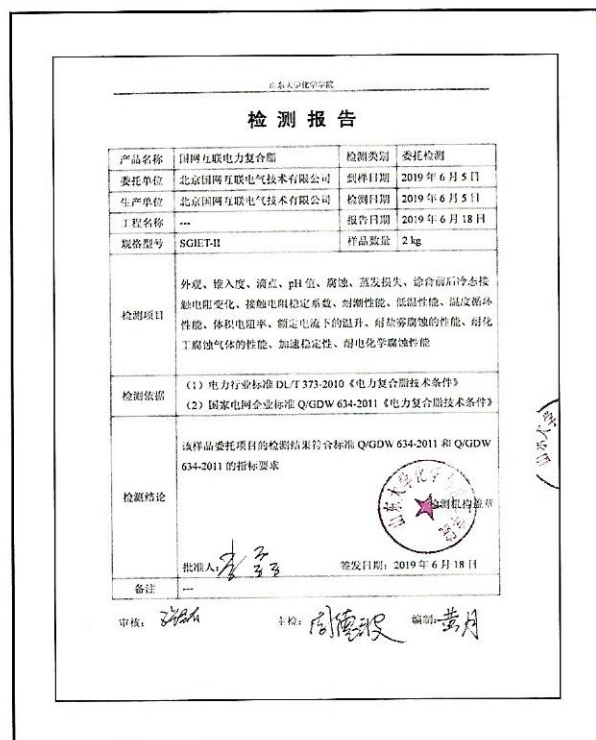 山东大学化学学院
检测报告
产品名称 国网互联电力复合脂 检测类别 委托检测
委托单位 北京国网互联电气技术有限公司 到样日期 2019年6月5日
生产单位 北京国网互联电气技术有限公司 检测日期 2019年6月5日
工程名称 --- 报告日期 2019年6月18日
规格型号 SGIET-II 样品数量 2 kg
检测项目
外观、锥入度、滴点、pH值、腐蚀、蒸发损失、涂膏前后冷态接
触电阻变化、接触电阻稳定系数、耐潮性能、低温性能、温度循环
性能、体积电阻率、额定电流下的温升、耐盐雾腐蚀的性能、耐化
工腐蚀气体的性能、加速稳定性、耐电化学腐蚀性能
检测依据
（1）电力行业标准 DL/T 373-2010《电力复合脂技术条件》
（2）国家电网企业标准 Q/GDW 634-2011《电力复合脂技术条件》
检测结论
该样品委托项目的检测结果符合标准 Q/GDW 634-2011 和 Q/GDW
634-2011 的指标要求
山东大学化学
检测机构盖章
批准人： 签发日期：2019年6月18日
备注 ---
审核： 主检：周德波 编制：黄月
山东大学